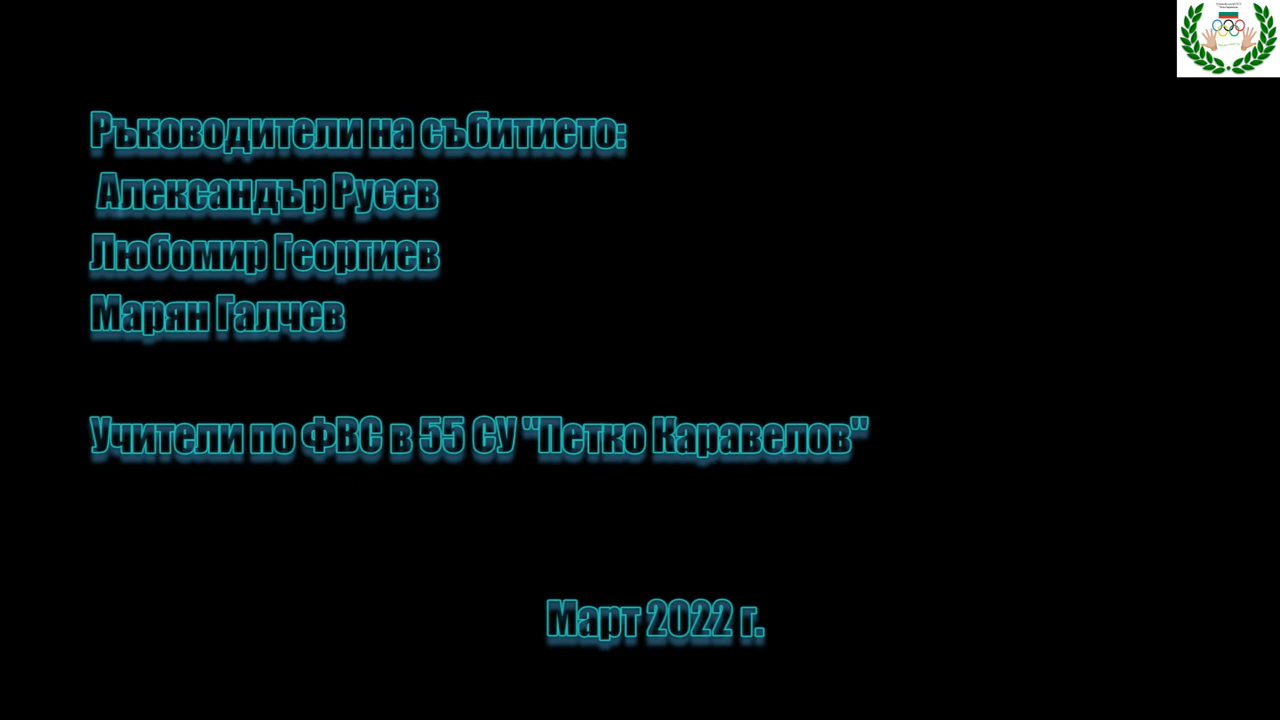 Ръководители на събитието:
Александър Русев
Любомир Георгиев
Марян Галчев
Учители по ФВС в 55 СУ "Петко Каравелов"
Март 2022 г.